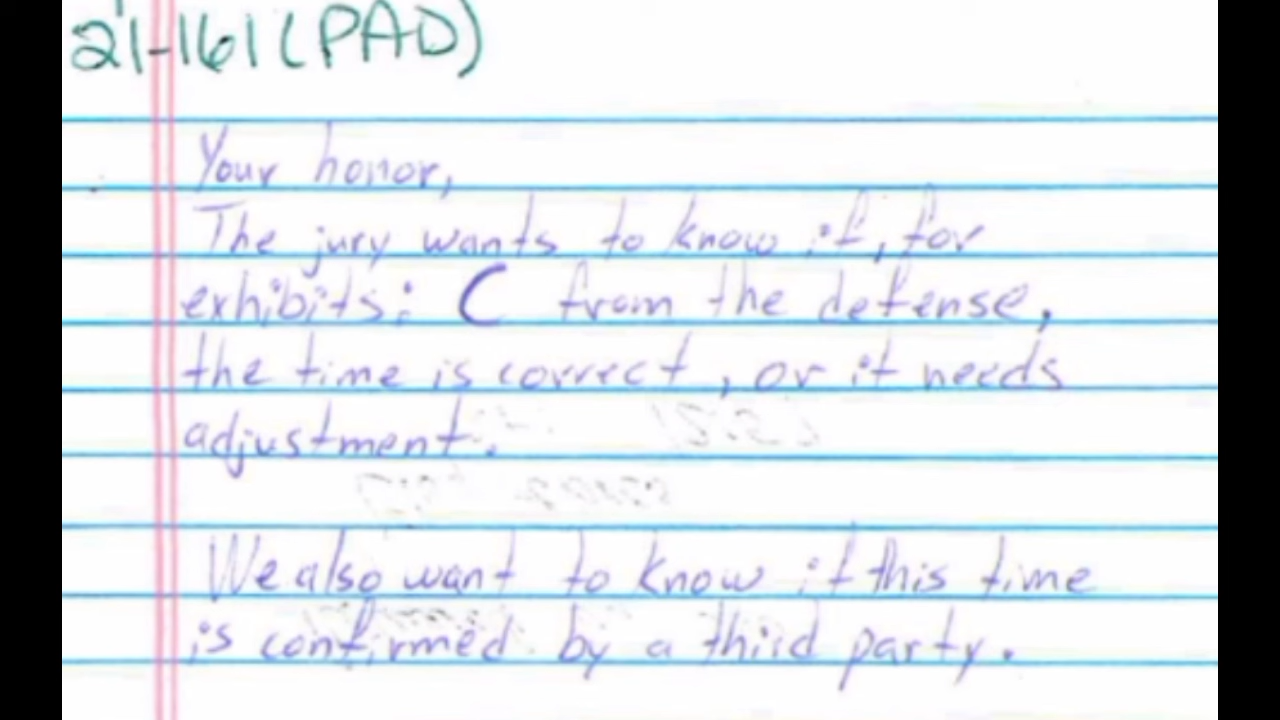 21-161(PAD)
Your honor,
The jury wants to know if, for
exhibits: C from the defense,
the time is correct, or it needs
adjustment.
We also want to know if this time
is confirmed by a third party.